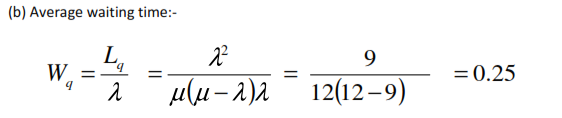 (b) Average waiting time:-
W_q = L_q/λ = λ²/μ(μ−λ)λ = 9/12(12−9) = 0.25